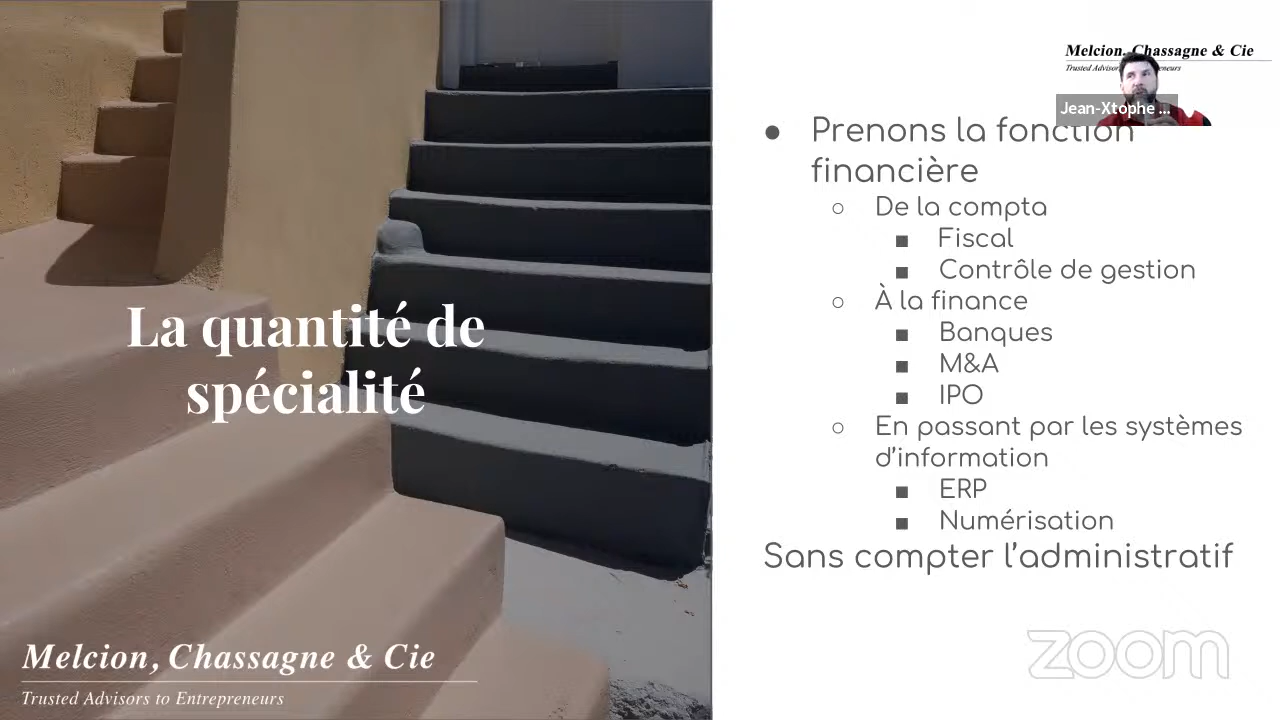 La quantité de
spécialité
Melcion, Chassagne & Cie
Trusted Advisors to Entrepreneurs
Melcion, Chassagne & Cie
Trusted
Jean-Xtophe ...
● Prenons la fonction
financière
○ De la compta
■ Fiscal
■ Contrôle de gestion
○ À la finance
■ Banques
■ M&A
■ IPO
○ En passant par les systèmes
d’information
■ ERP
■ Numérisation
Sans compter l’administratif
zoom